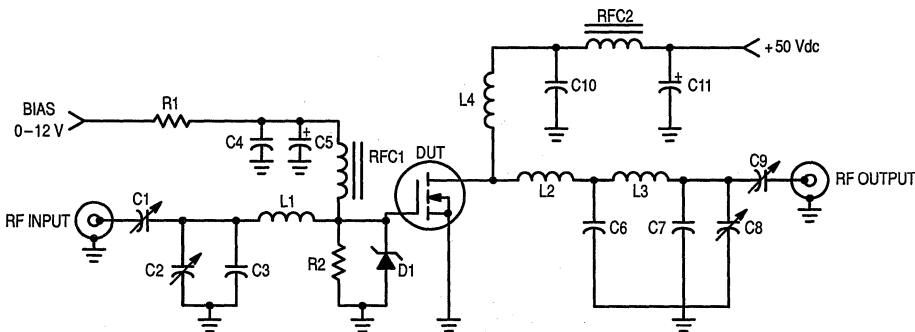 RFC2
+ 50 Vdc
L4
C10
+
C11
BIAS
0–12 V
R1
C4
+
C5
RFC1
DUT
C9
RF OUTPUT
L2
L3
C1
L1
RF INPUT
C6
C7
C8
C2
C3
R2
D1